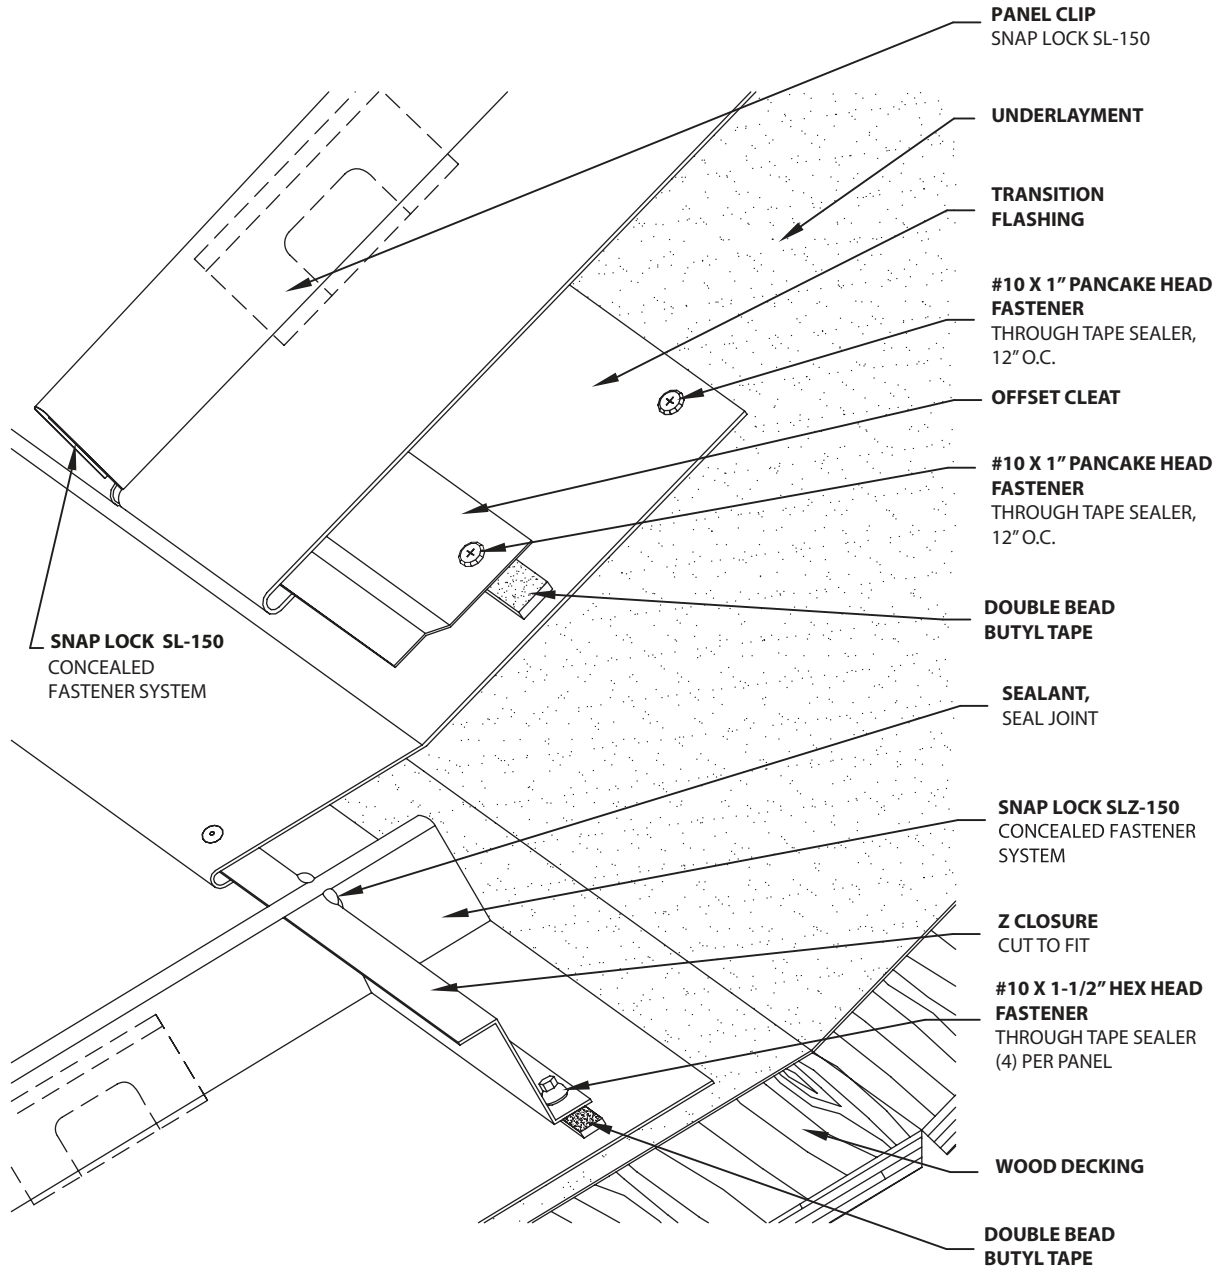 PANEL CLIP
SNAP LOCK SL-150
UNDERLAYMENT
TRANSITION
FLASHING
#10 X 1" PANCAKE HEAD
FASTENER
THROUGH TAPE SEALER,
12" O.C.
OFFSET CLEAT
#10 X 1" PANCAKE HEAD
FASTENER
THROUGH TAPE SEALER,
12" O.C.
DOUBLE BEAD
BUTYL TAPE
SNAP LOCK SL-150
CONCEALED
FASTENER SYSTEM
SEALANT,
SEAL JOINT
SNAP LOCK SLZ-150
CONCEALED FASTENER
SYSTEM
Z CLOSURE
CUT TO FIT
#10 X 1-1/2" HEX HEAD
FASTENER
THROUGH TAPE SEALER
(4) PER PANEL
WOOD DECKING
DOUBLE BEAD
BUTYL TAPE